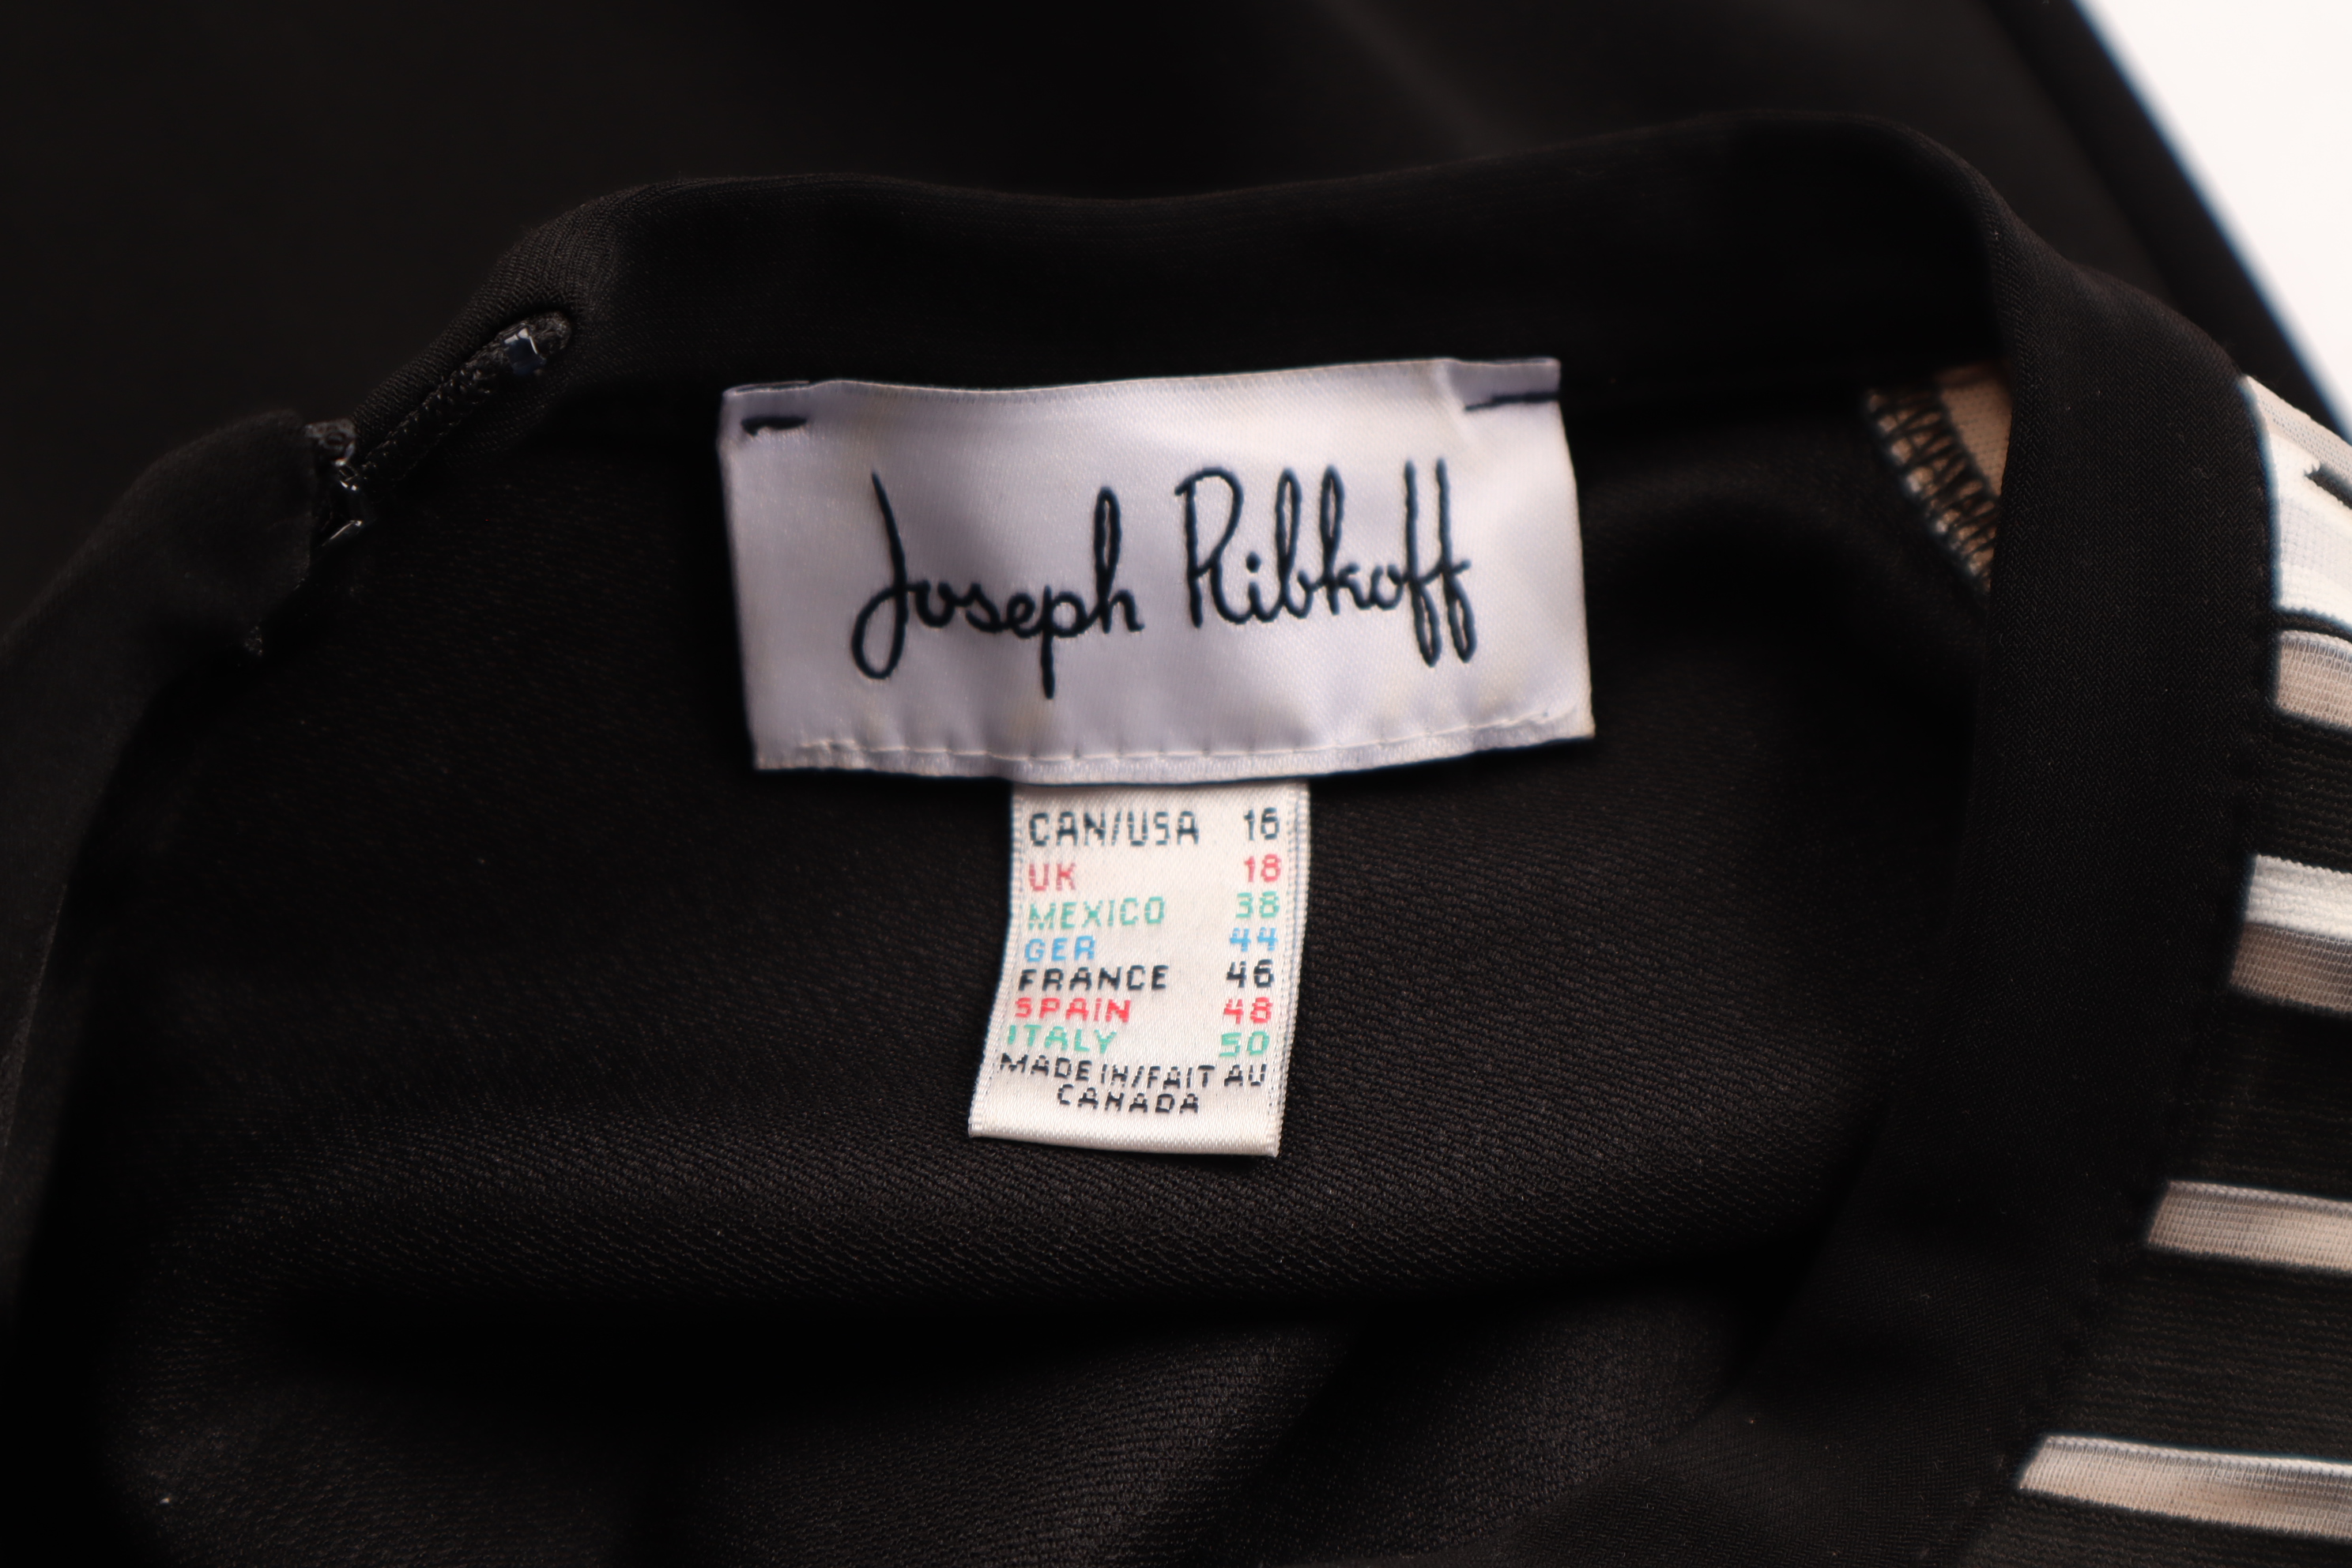 Joseph Ribkoff
CAN/USA 16
UK 18
MEXICO 38
GER 44
FRANCE 46
SPAIN 48
ITALY 50
MADE IN/FAIT AU
CANADA